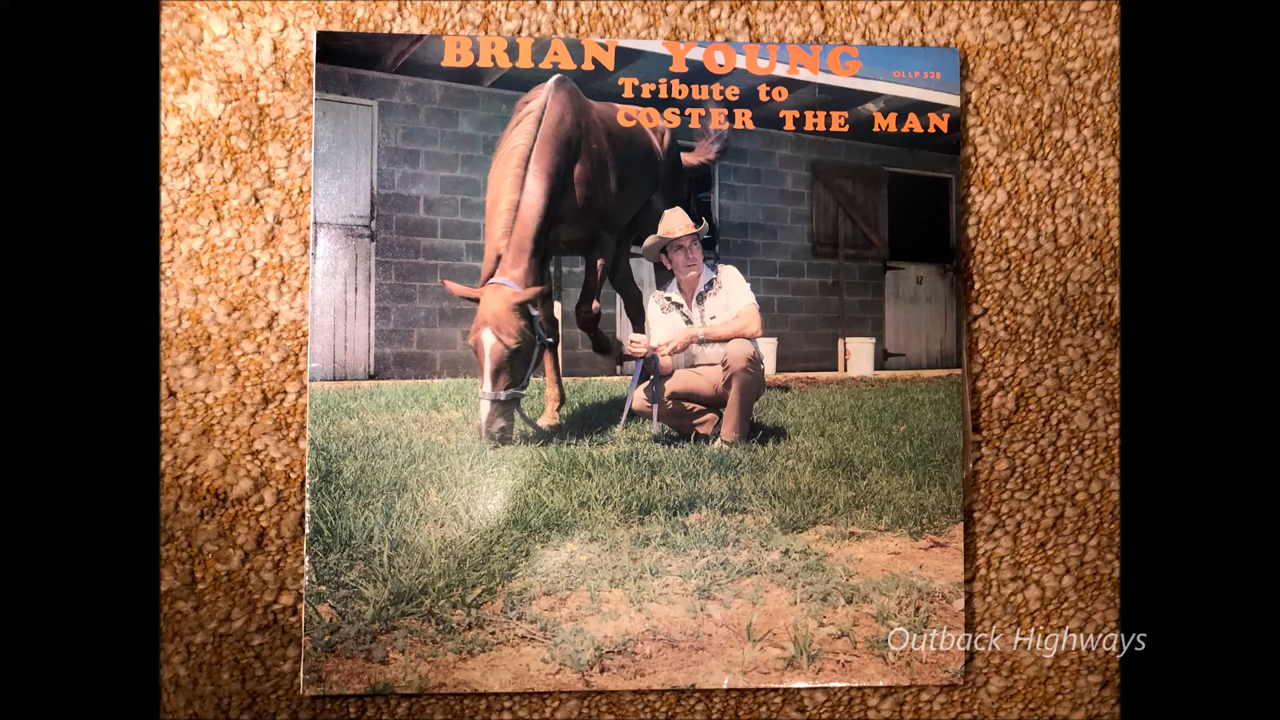 BRIAN YOUNG
OLLP 528
Tribute to
COSTER THE MAN
12
Outback Highways